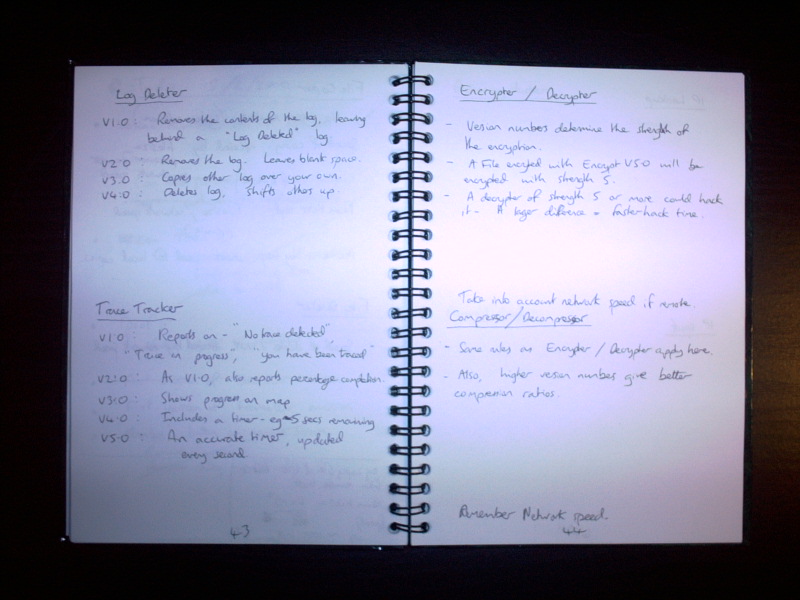 Log Deleter
V1.0 : Removes the contents of the log, leaving
behind a "Log Deleted" log.
V2.0 : Removes the log. Leaves blank space.
V3.0 : Copies other log over your own.
V4.0 : Deletes log, shifts others up.
Trace Tracker
V1.0 : Reports on - "No trace detected"
"Trace in progress", "you have been traced"
V2.0 : As V1.0, also reports percentage completion.
V3.0 : Shows progress on map
V4.0 : Includes a timer - eg 5 secs remaining
V5.0 : An accurate timer, updated
every second.
43
Encrypter / Decrypter
- Version numbers determine the strength of
the encryption.
- A File encrypted with Encrypt V5.0 will be
encrypted with strength 5.
- A decrypter of strength 5 or more could hack
it - A larger difference = faster hack time.
Take into account network speed if remote.
Compressor / Decompressor
- Same rules as Encrypter / Decrypter apply here.
- Also, higher version numbers give better
compression ratios.
Remember Network speed.
44